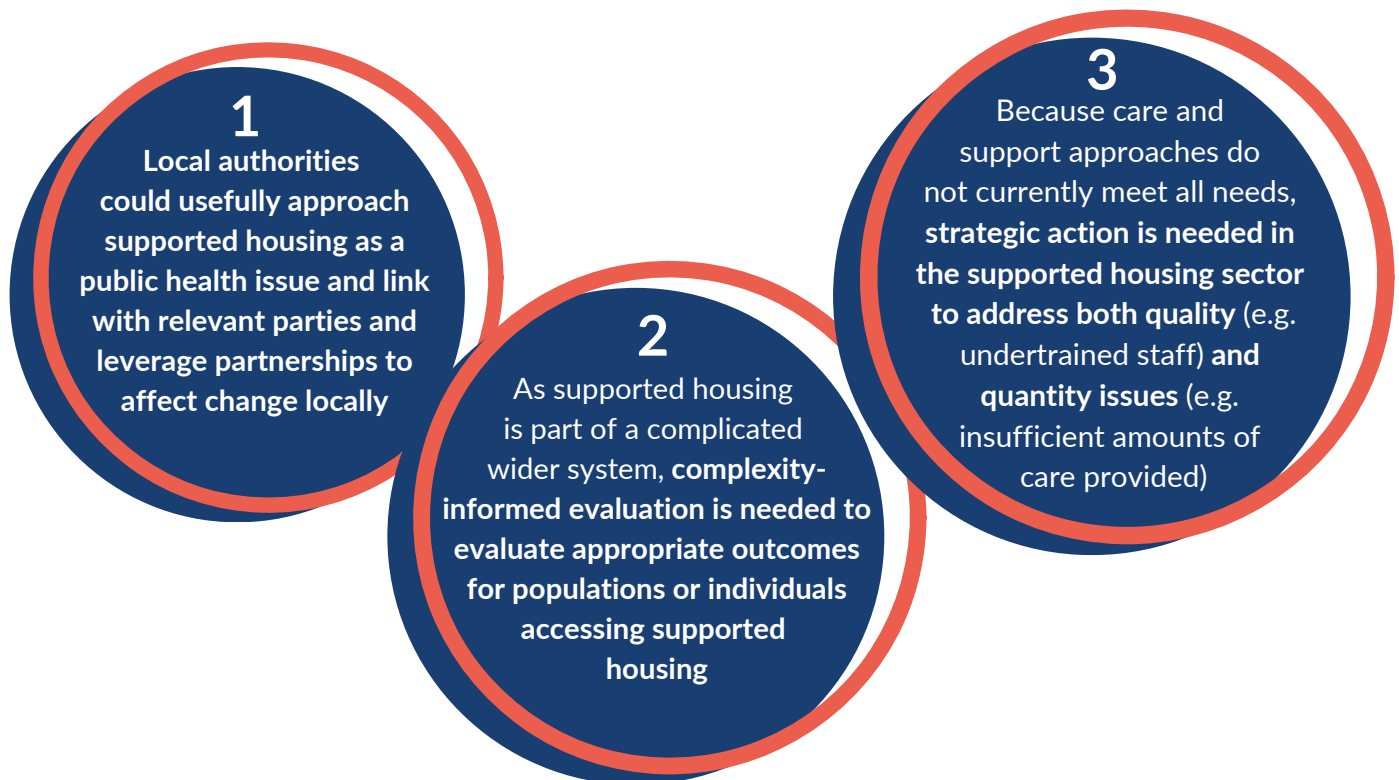 1
Local authorities
could usefully approach
supported housing as a
public health issue and link
with relevant parties and
leverage partnerships to
affect change locally
2
As supported housing
is part of a complicated
wider system, complexity-
informed evaluation is needed to
evaluate appropriate outcomes
for populations or individuals
accessing supported
housing
3
Because care and
support approaches do
not currently meet all needs,
strategic action is needed in
the supported housing sector
to address both quality (e.g.
undertrained staff) and
quantity issues (e.g.
insufficient amounts of
care provided)